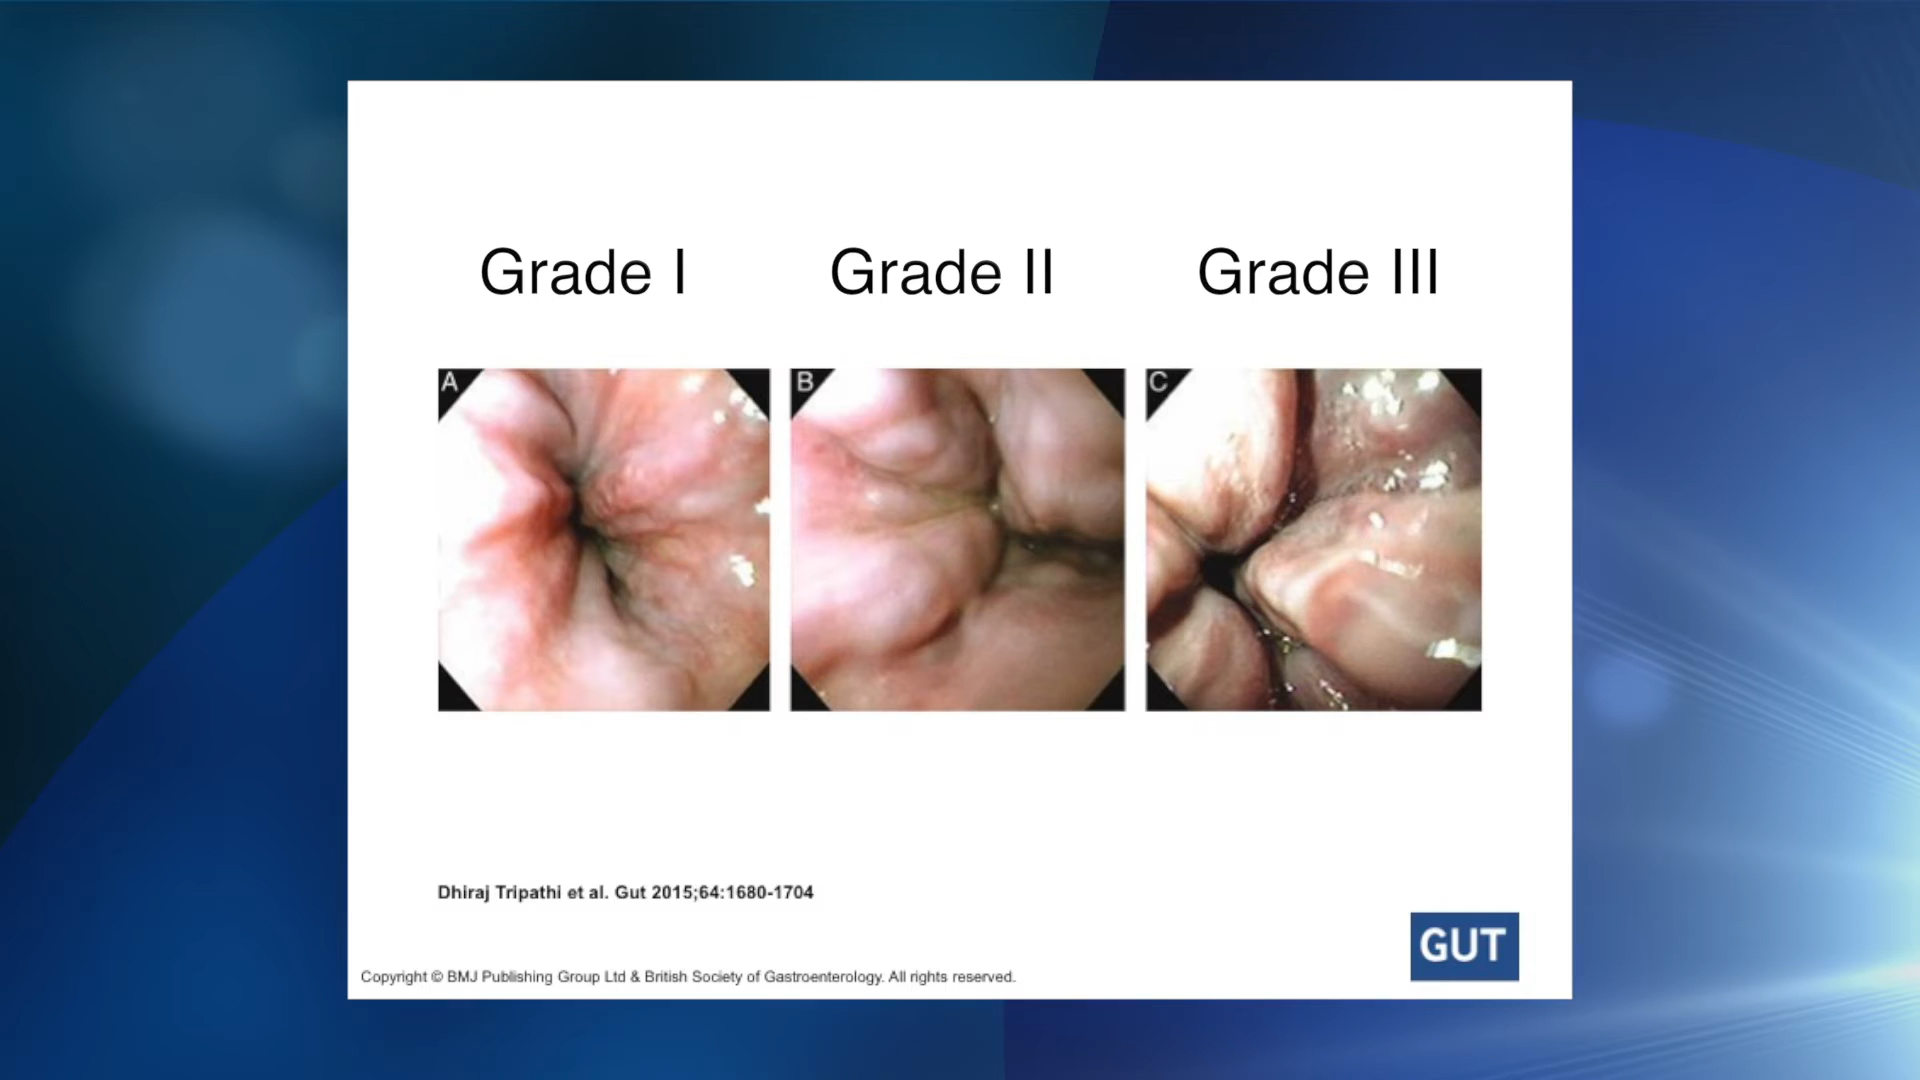 Grade I
Grade II
Grade III
A
B
C
Dhiraj Tripathi et al. Gut 2015;64:1680-1704
GUT
Copyright © BMJ Publishing Group Ltd & British Society of Gastroenterology. All rights reserved.